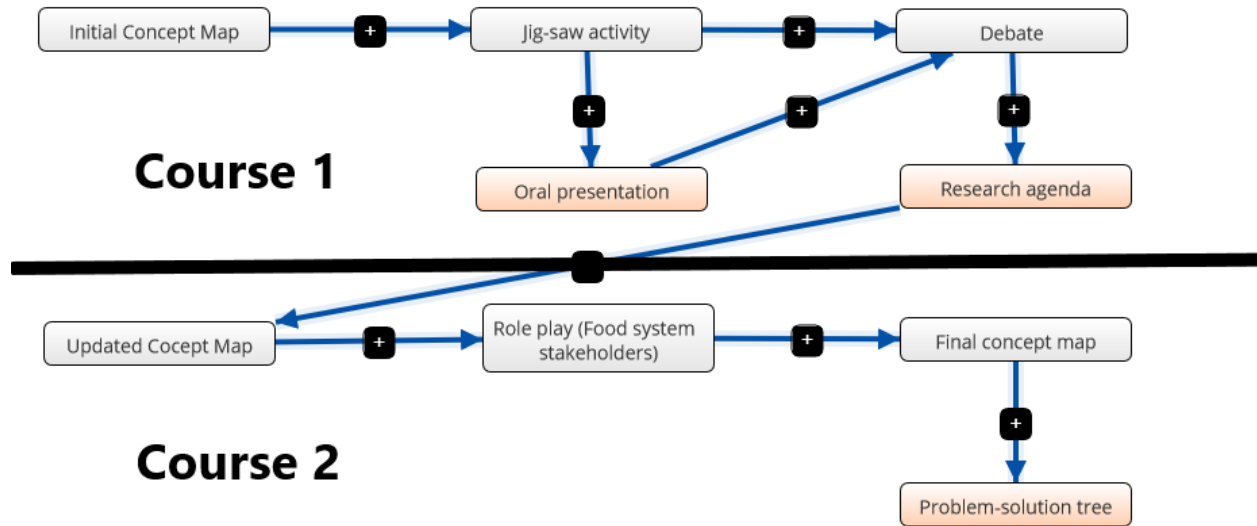 Initial Concept Map
+
Jig-saw activity
+
Debate
+
+
+
Course 1
Oral presentation
Research agenda
Updated Cocept Map
+
Role play (Food system
stakeholders)
+
Final concept map
+
Course 2
Problem-solution tree